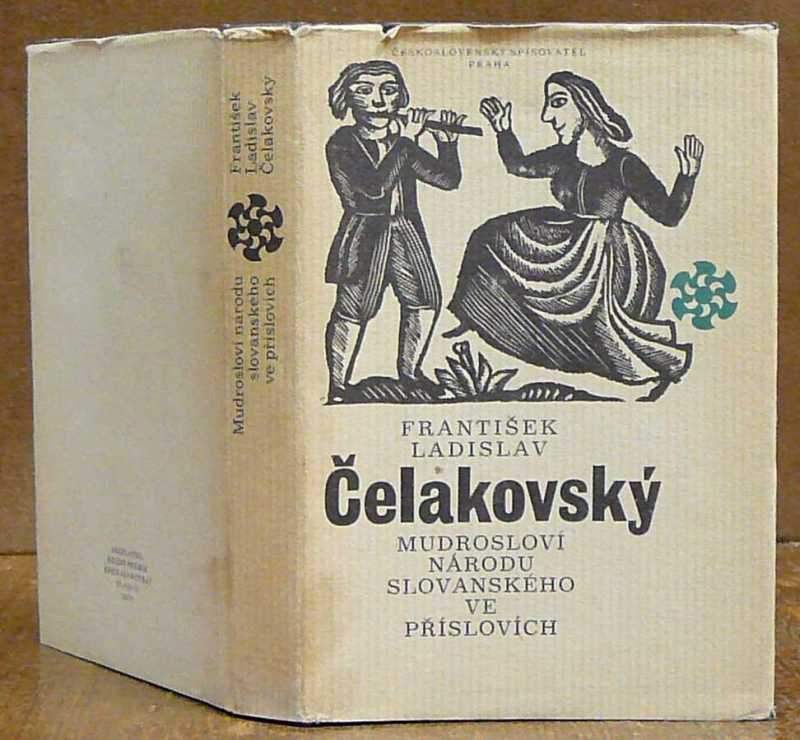 František
Ladislav
Čelakovský
Mudrosloví národu
slovanského
ve příslovích
ČESKOSLOVENSKÝ SPISOVATEL
PRAHA
FRANTIŠEK
LADISLAV
Čelakovský
MUDROSLOVÍ
NÁRODU
SLOVANSKÉHO
VE
PŘÍSLOVÍCH